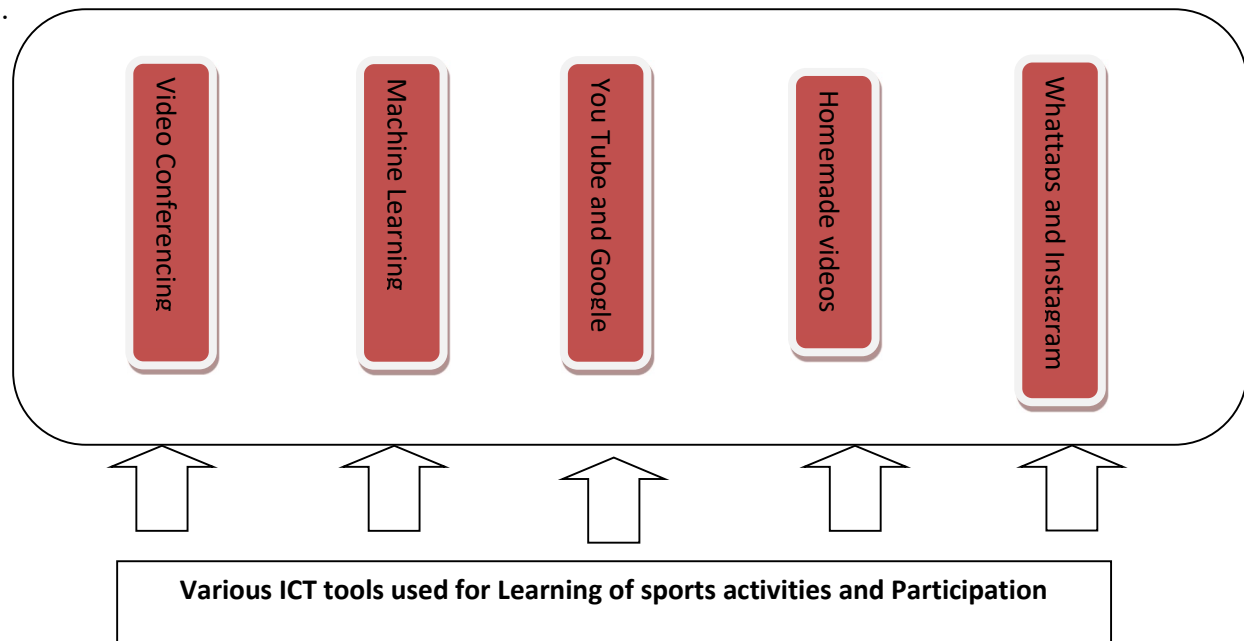 .
Video Conferencing
Machine Learning
You Tube and Google
Homemade videos
Whattaps and Instagram
Various ICT tools used for Learning of sports activities and Participation